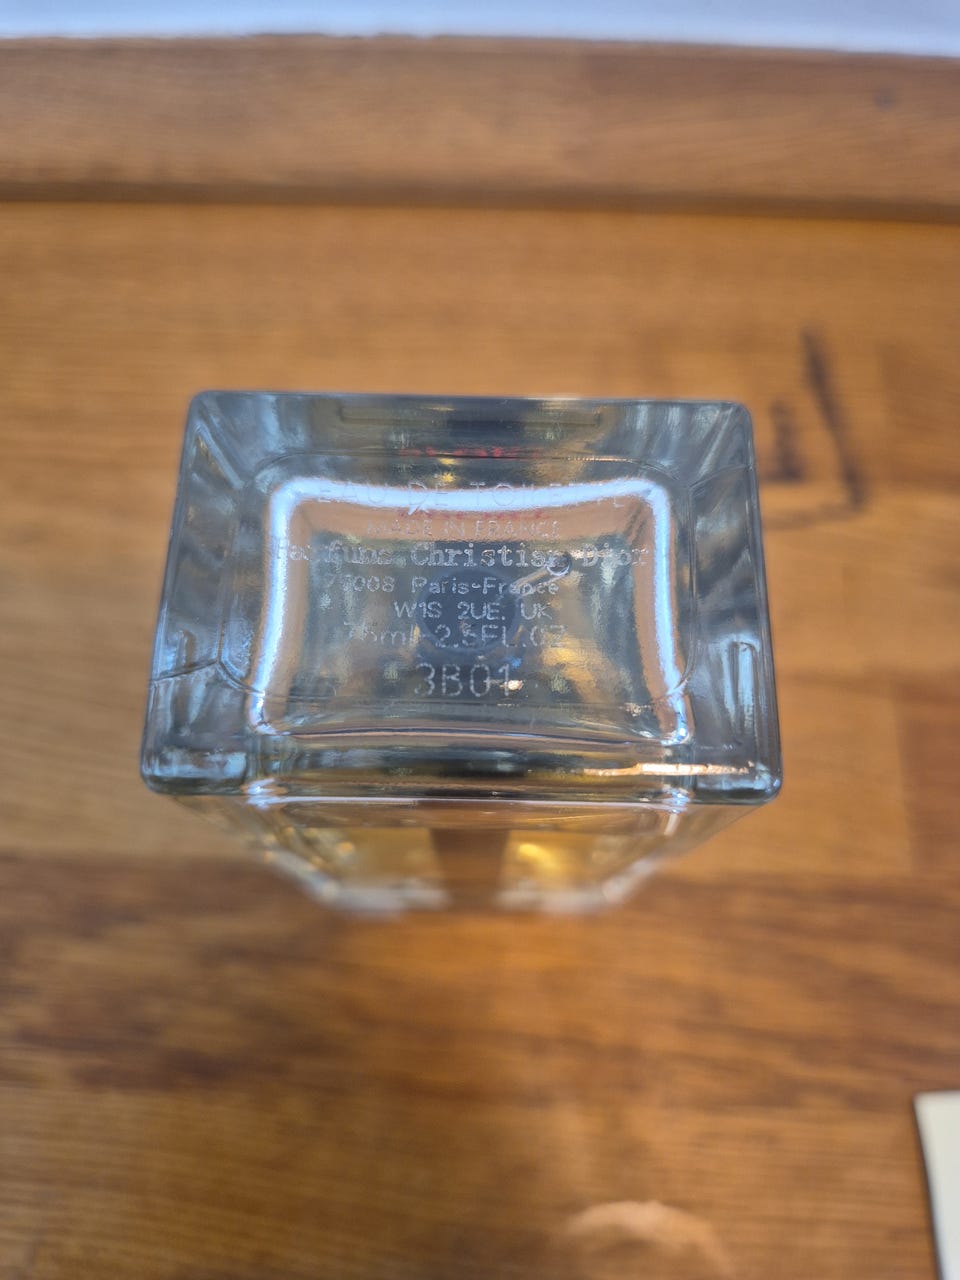 EAU DE TOILETTE
MADE IN FRANCE
Parfums Christian Dior
75008 Paris-France
W1S 2UE. UK
75ml-2.5FL.OZ
3B01